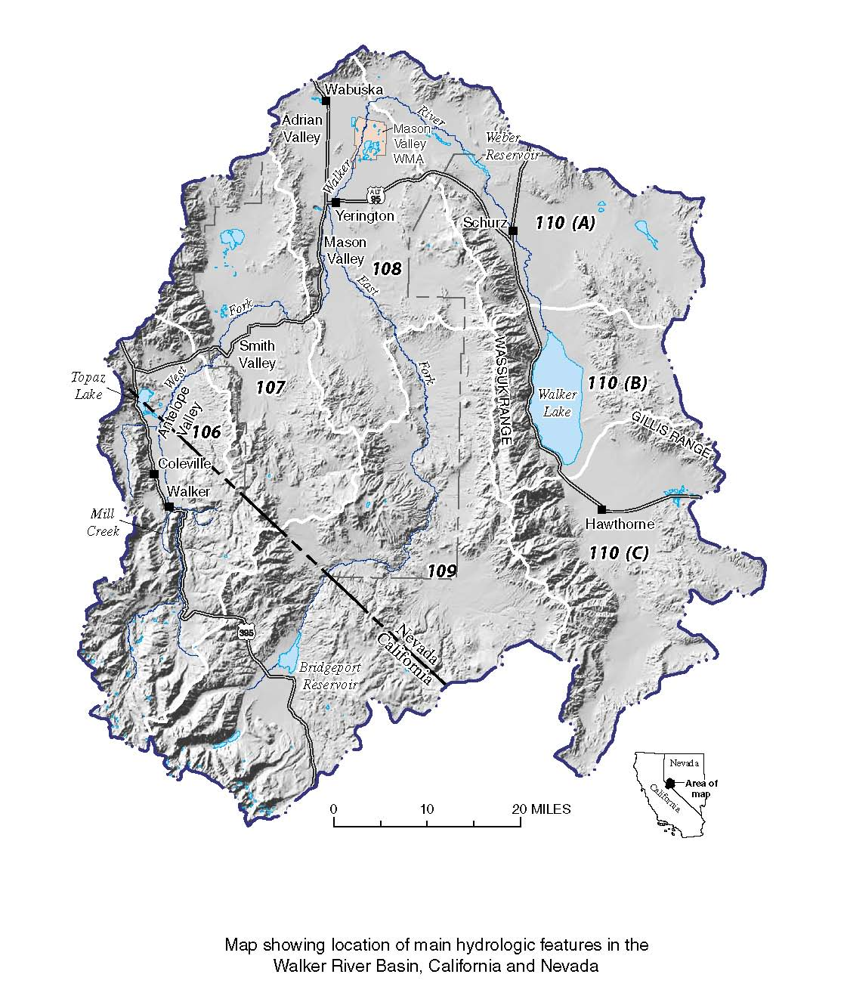 Wabuska
Adrian
Valley
River
Mason
Valley
WMA
Weber
Reservoir
Walker
ALT
95
Yerington
Schurz
110 (A)
Mason
Valley
108
East
Fork
Smith
Valley
Fork
WASSUK RANGE
Topaz
Lake
West
107
110 (B)
Walker
Lake
Antelope
Valley
106
GILLIS RANGE
Coleville
Walker
Mill
Creek
Hawthorne
110 (C)
109
395
Nevada
California
Bridgeport
Reservoir
Nevada
Area of
map
California
0 10 20 MILES
Map showing location of main hydrologic features in the
Walker River Basin, California and Nevada